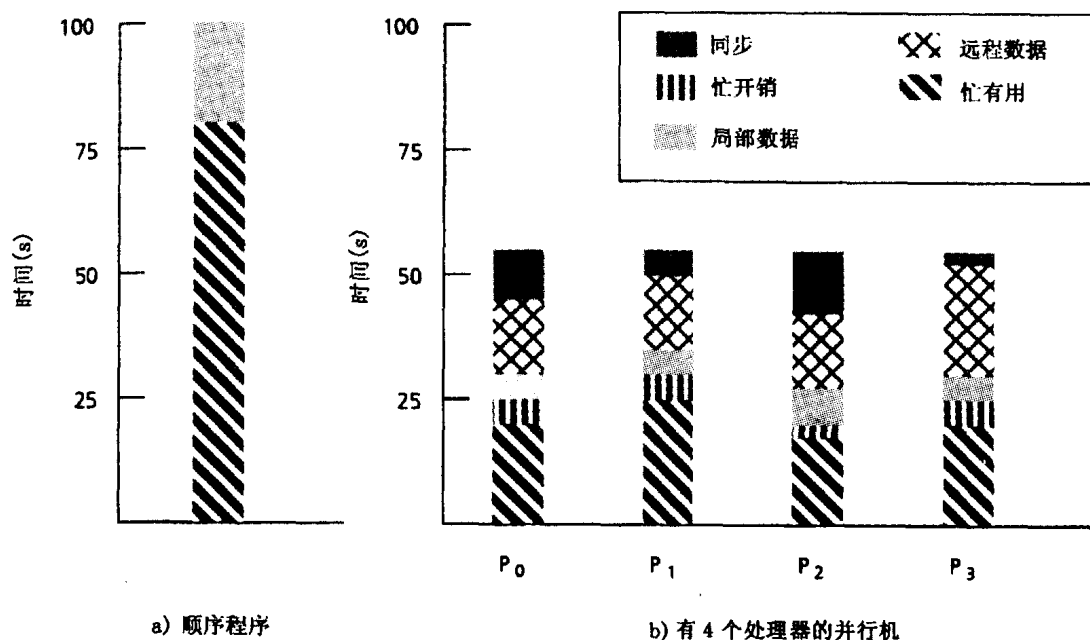 100
75
50
25
时间(s)
a) 顺序程序
100
75
50
25
时间(s)
P0
P1
P2
P3
b) 有 4 个处理器的并行机
同步
远程数据
忙开销
忙有用
局部数据